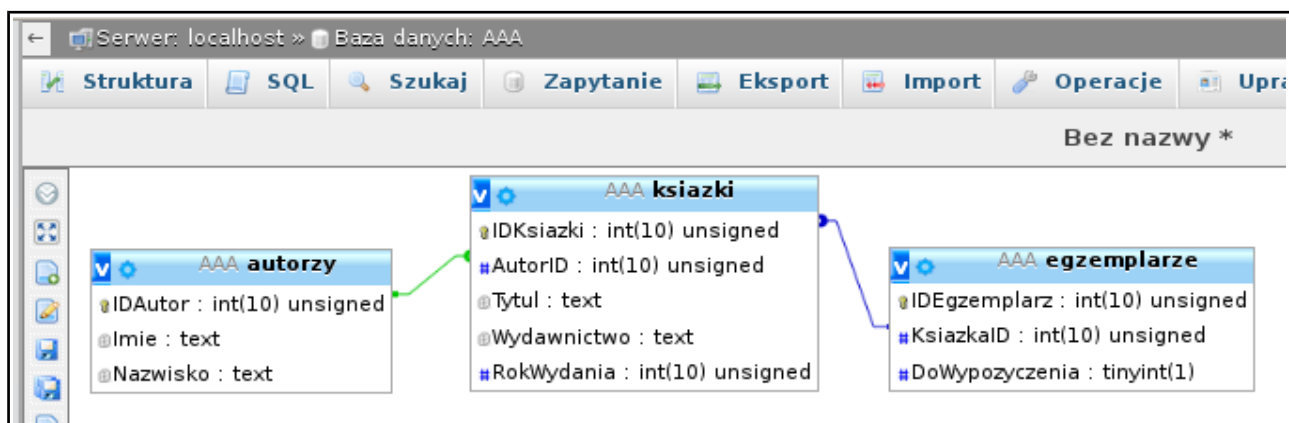 Serwer: localhost » Baza danych: AAA
Struktura SQL Szukaj Zapytanie Eksport Import Operacje
Bez nazwy *
AAA autorzy
IDAutor : int(10) unsigned
Imie : text
Nazwisko : text
AAA ksiazki
IDKsiazki : int(10) unsigned
AutorID : int(10) unsigned
Tytul : text
Wydawnictwo : text
RokWydania : int(10) unsigned
AAA egzemplarze
IDEgzemplarz : int(10) unsigned
KsiazkaID : int(10) unsigned
DoWypozyczenia : tinyint(1)